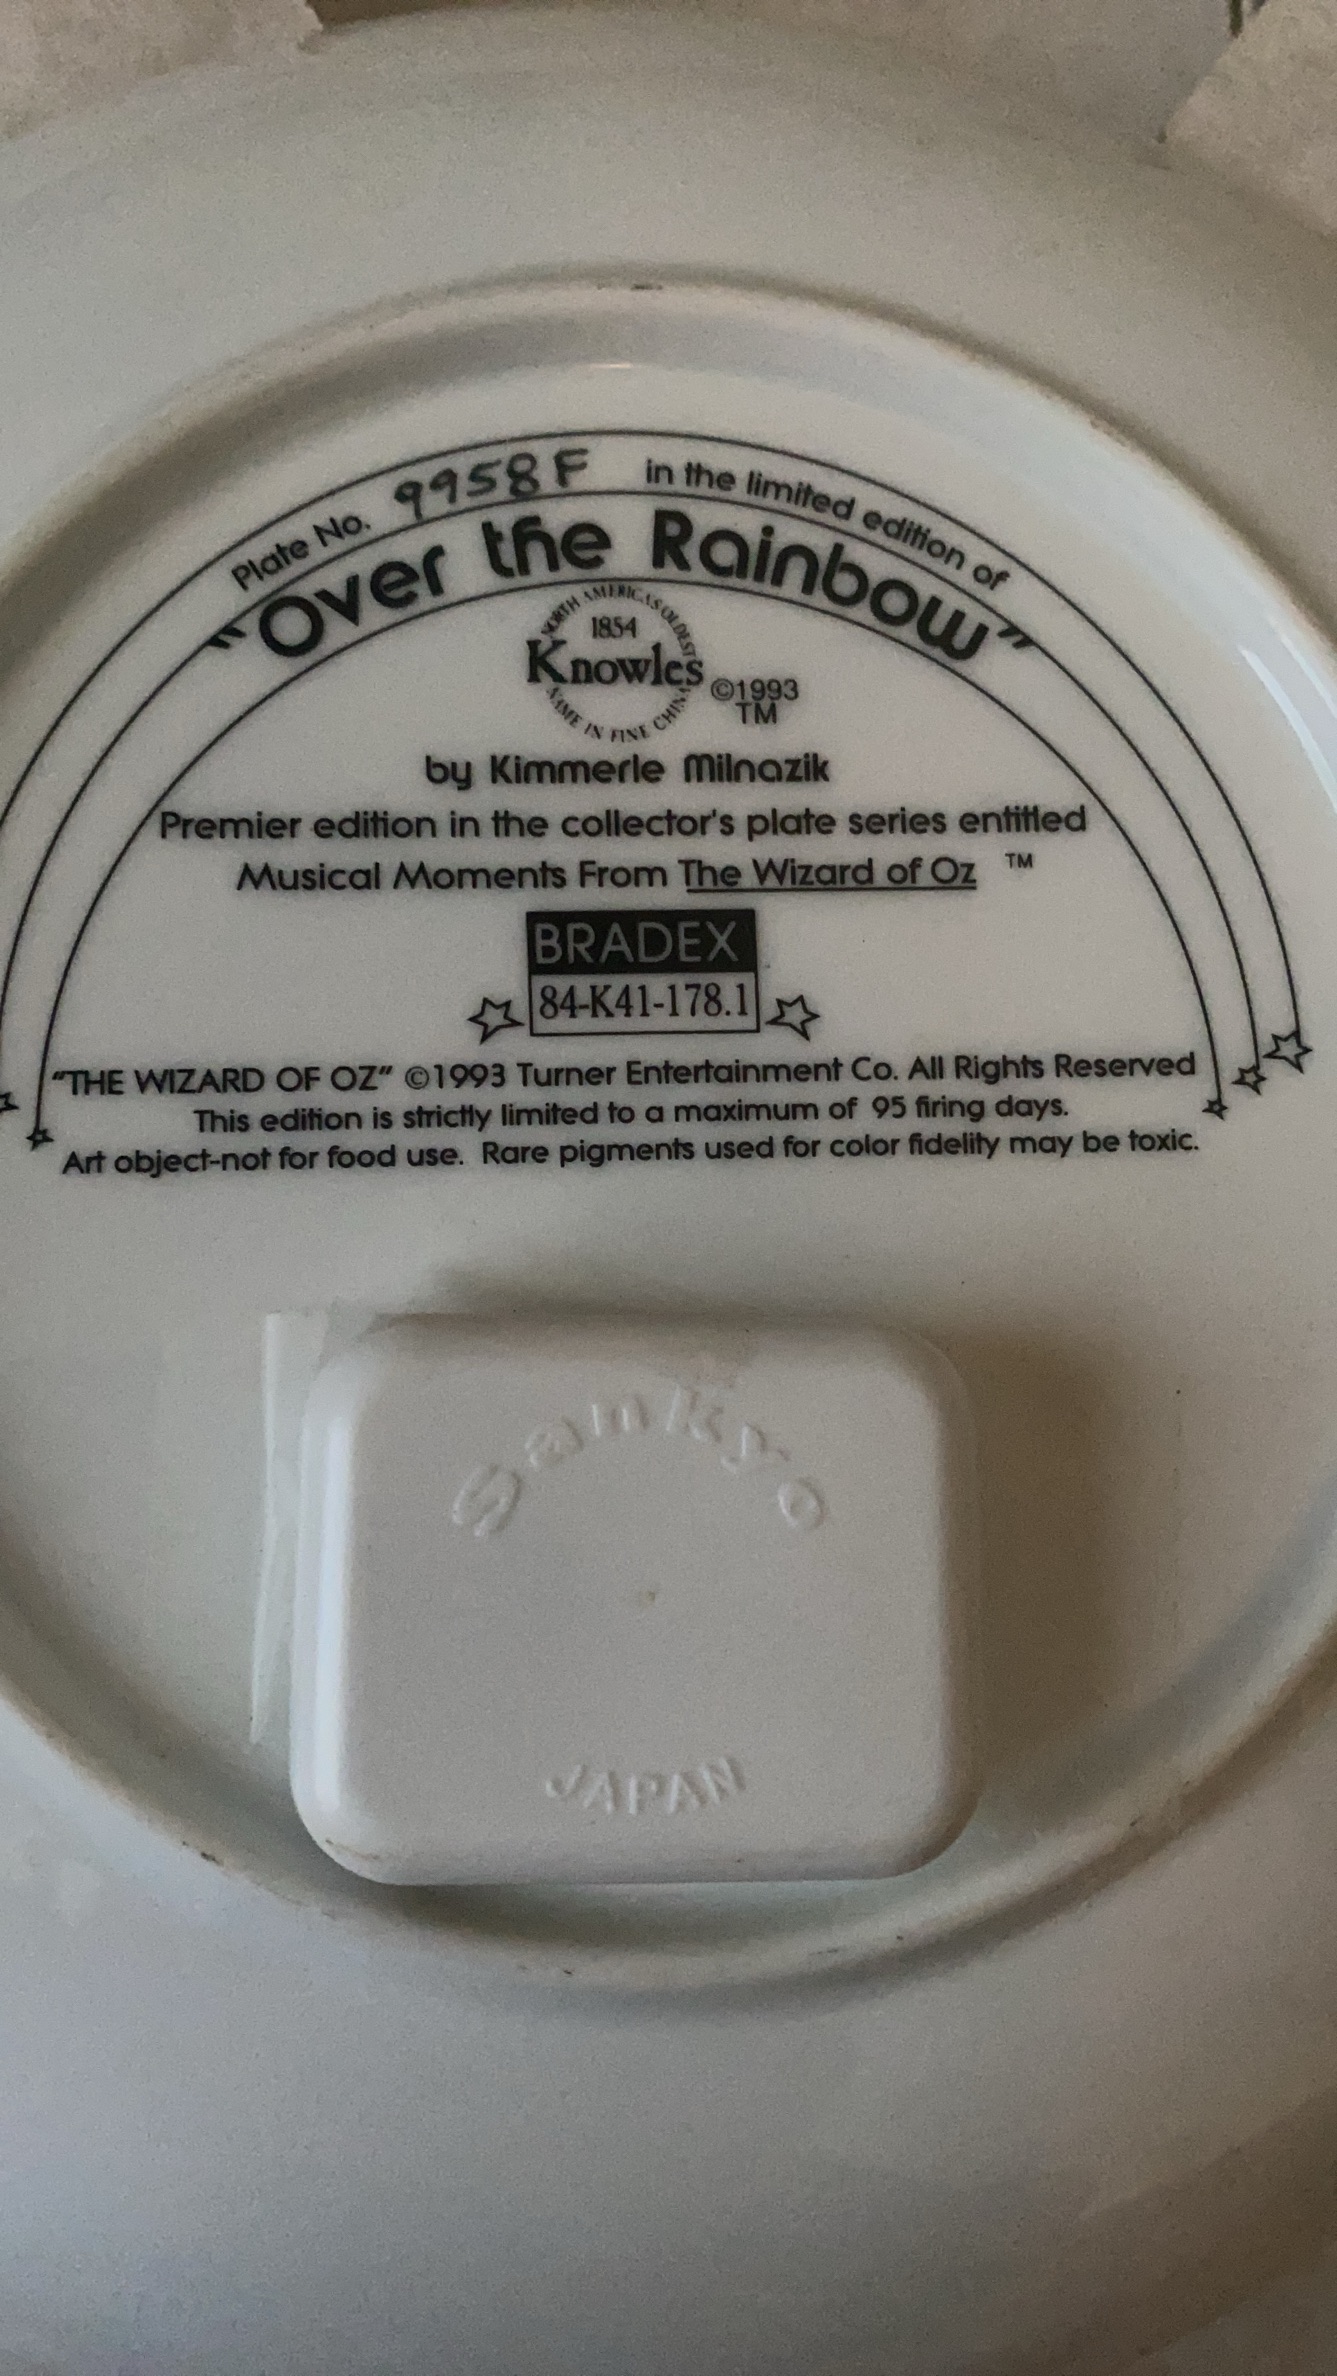 Plate No. 9958F in the limited edition of
"Over the Rainbow"
NORTH AMERICA'S OLDEST
1854
Knowles
NAME IN FINE CHINA
©1993
TM
by Kimmerle Milnazik
Premier edition in the collector's plate series entitled
Musical Moments From The Wizard of Oz ™
BRADEX
84-K41-178.1
"THE WIZARD OF OZ" ©1993 Turner Entertainment Co. All Rights Reserved
This edition is strictly limited to a maximum of 95 firing days.
Art object-not for food use. Rare pigments used for color fidelity may be toxic.
Sankyo
JAPAN